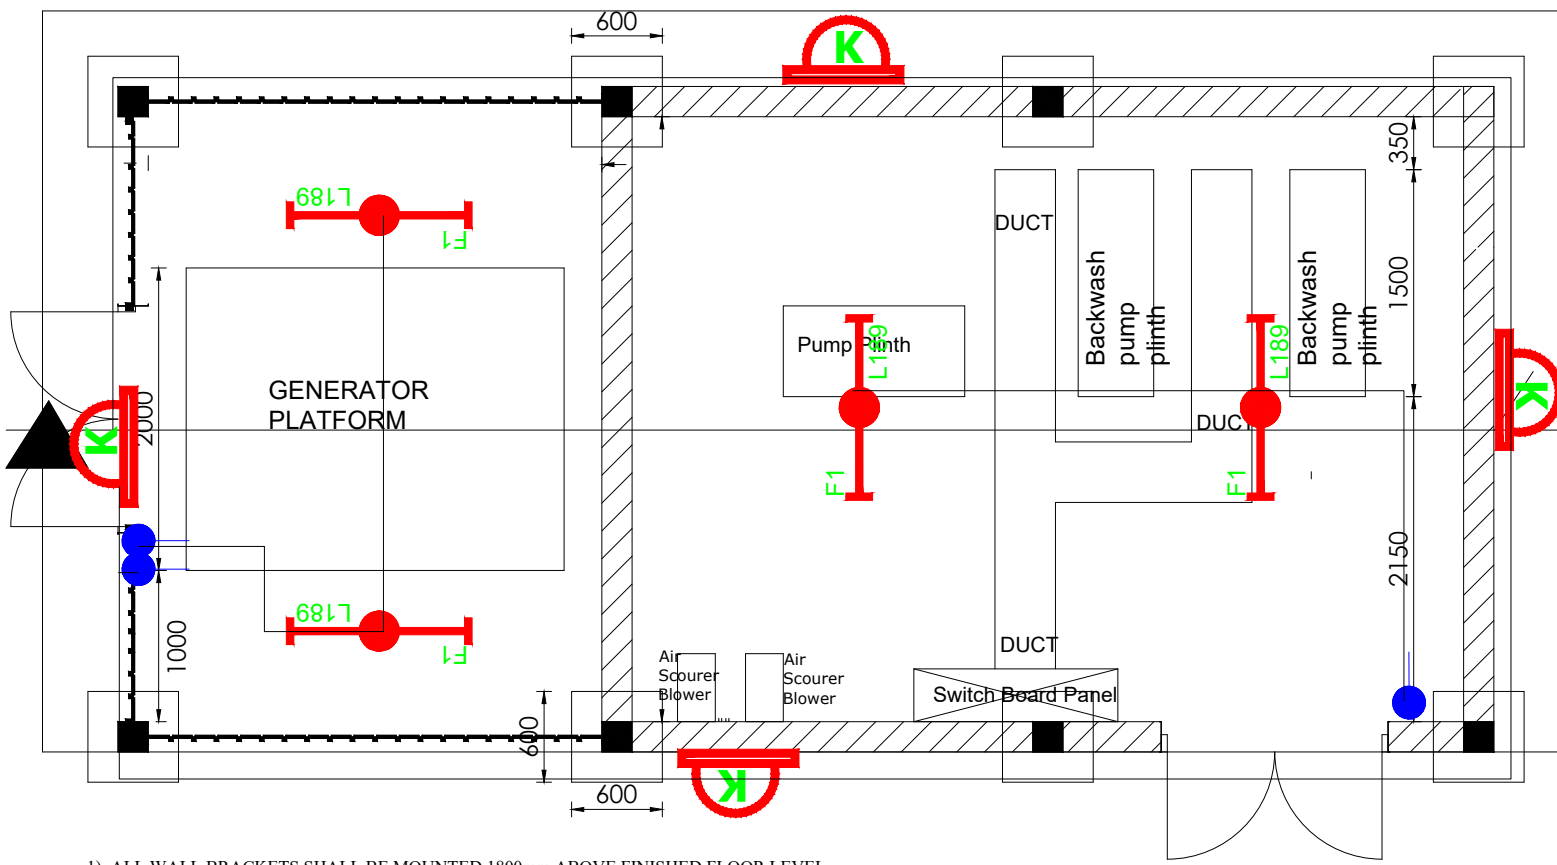 600
K
350
L189
F1
DUCT
Backwash
pump
plinth
Backwash
pump
plinth
1500
Pump Plinth
L189
L189
GENERATOR
PLATFORM
2000
K
K
DUCT
F1
F1
2150
L189
F1
1000
Air
Scourer
Blower
Air
Scourer
Blower
DUCT
Switch Board Panel
600
K
600